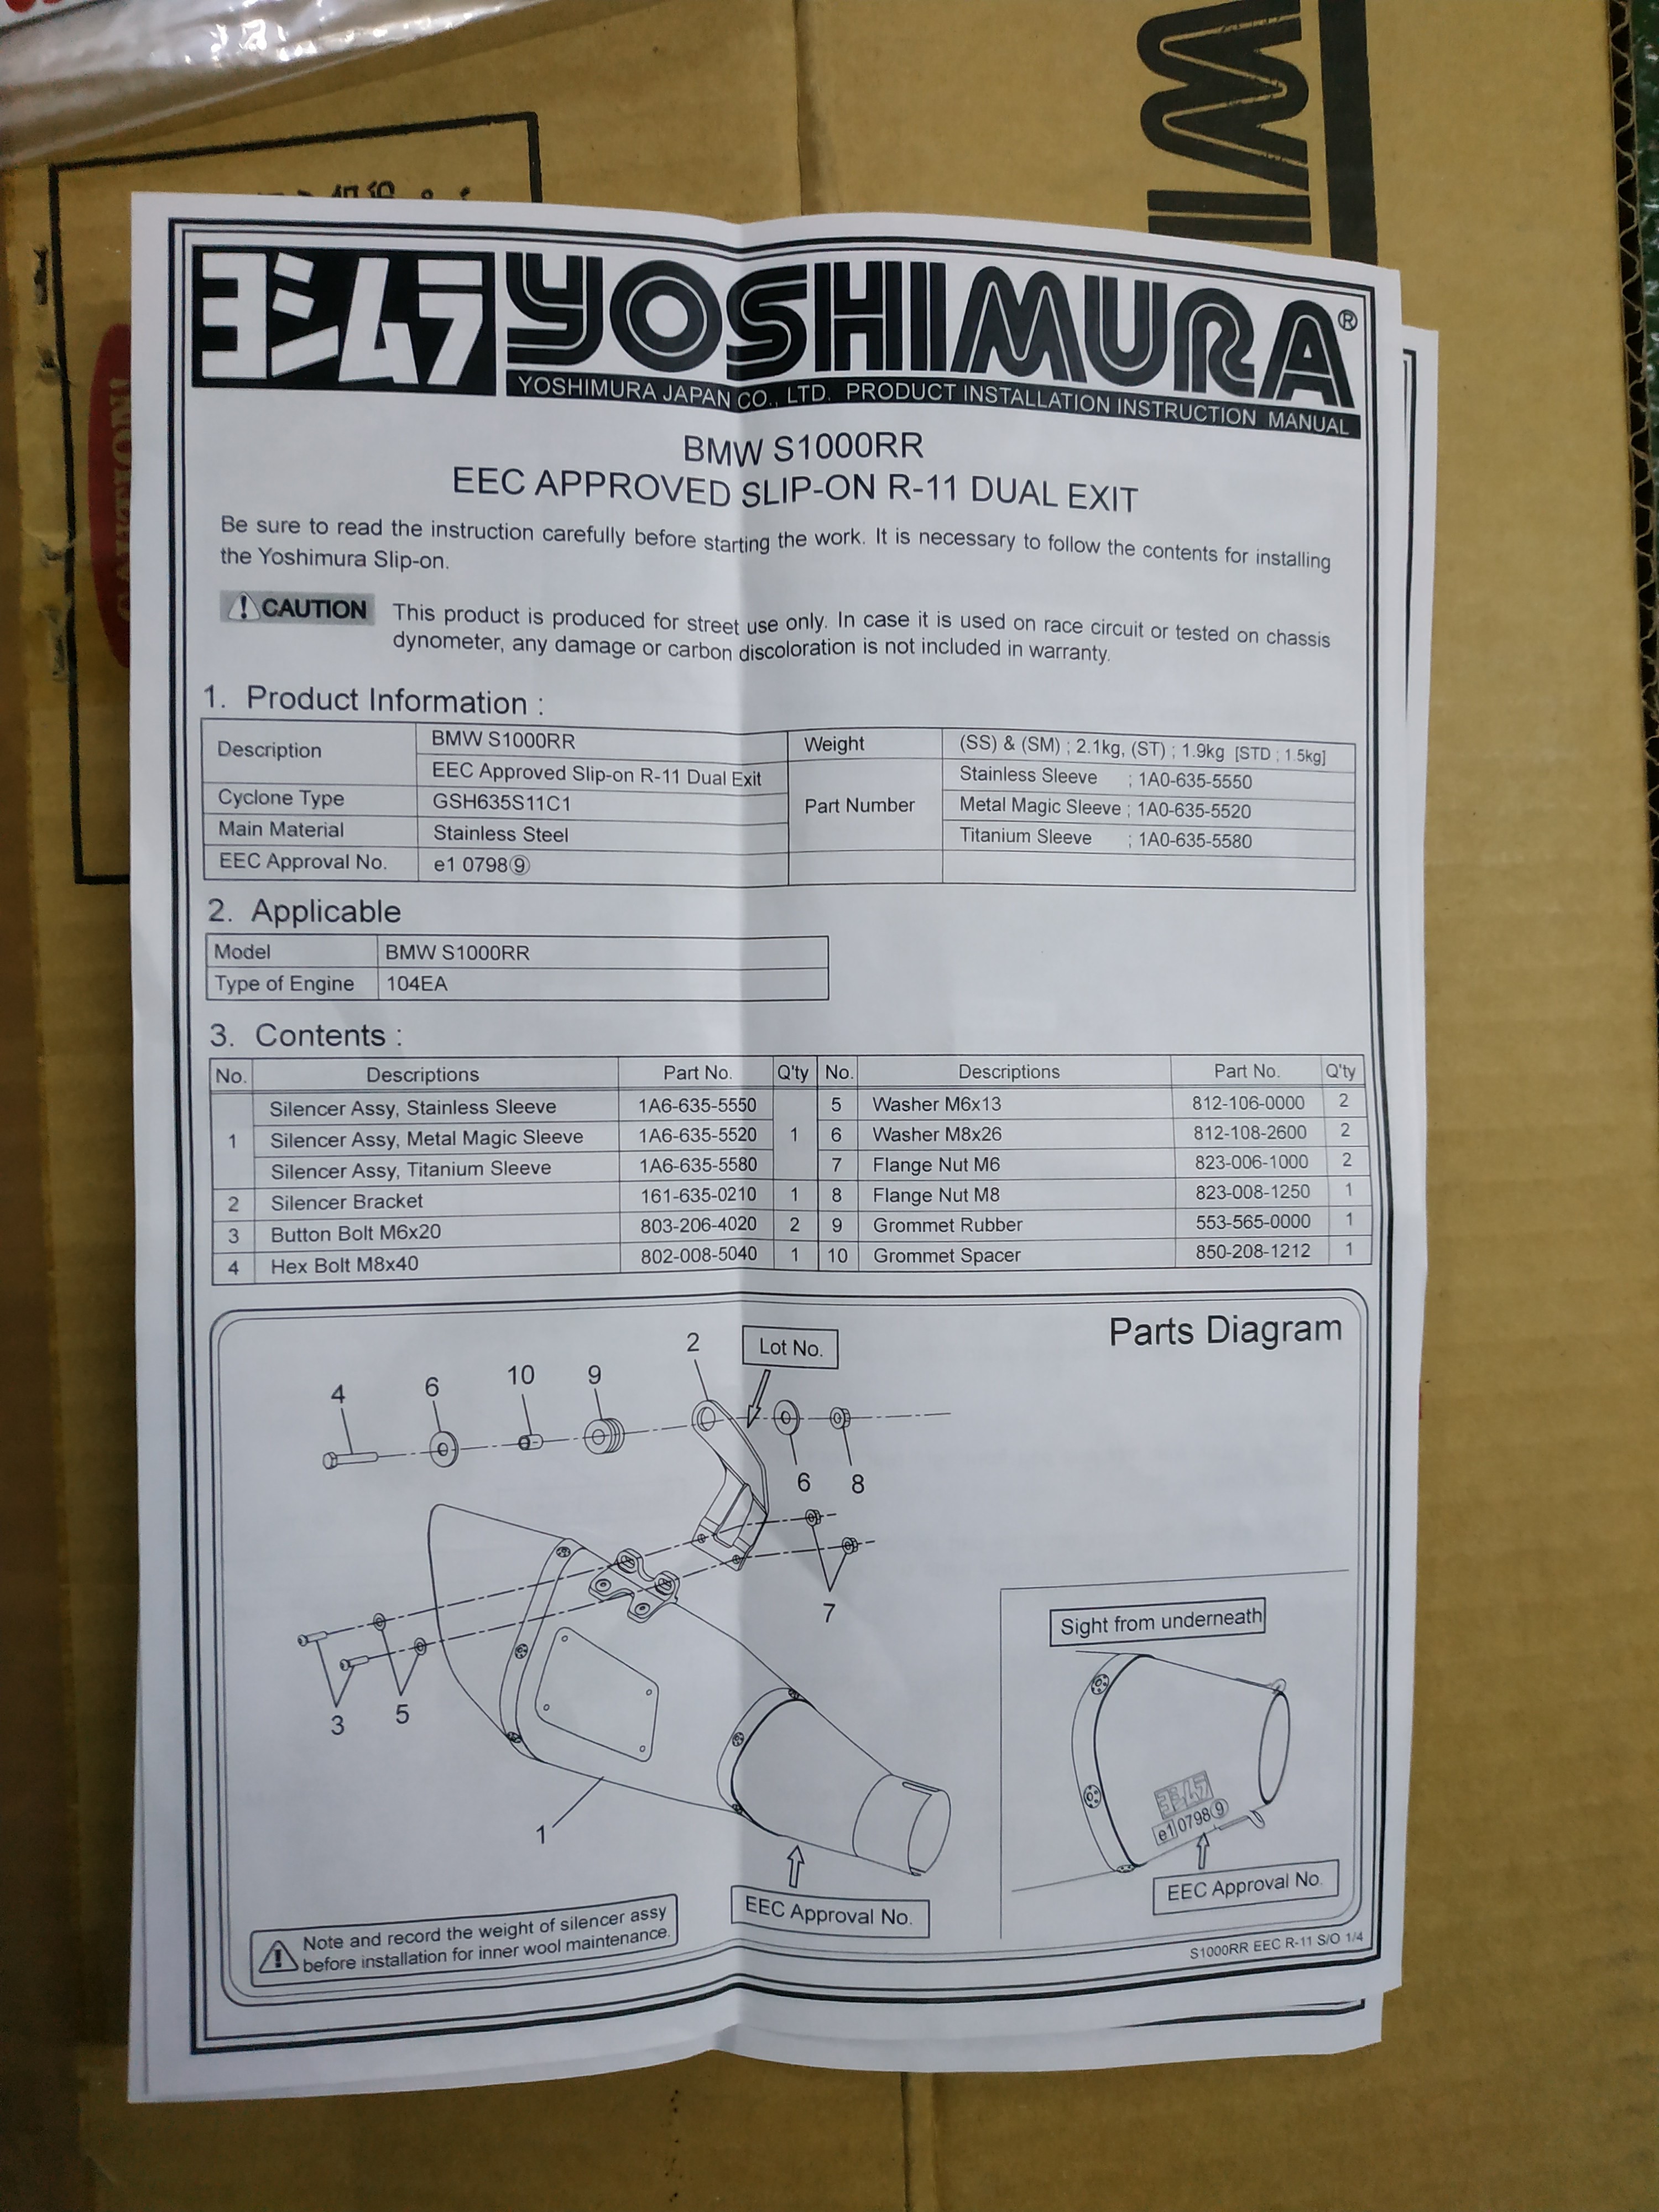 WI
CAUTION!
ヨシムラ YOSHIMURA®
YOSHIMURA JAPAN CO., LTD. PRODUCT INSTALLATION INSTRUCTION MANUAL
BMW S1000RR
EEC APPROVED SLIP-ON R-11 DUAL EXIT
Be sure to read the instruction carefully before starting the work. It is necessary to follow the contents for installing
the Yoshimura Slip-on.
CAUTION This product is produced for street use only. In case it is used on race circuit or tested on chassis
dynometer, any damage or carbon discoloration is not included in warranty.
1. Product Information :
Description BMW S1000RR Weight (SS) & (SM) ; 2.1kg, (ST) ; 1.9kg [STD ; 1.5kg]
EEC Approved Slip-on R-11 Dual Exit Part Number Stainless Sleeve ; 1A0-635-5550
Cyclone Type GSH635S11C1 Metal Magic Sleeve ; 1A0-635-5520
Main Material Stainless Steel Titanium Sleeve ; 1A0-635-5580
EEC Approval No. e1 0798⑨
2. Applicable
Model BMW S1000RR
Type of Engine 104EA
3. Contents :
No. Descriptions Part No. Q'ty No. Descriptions Part No. Q'ty
Silencer Assy, Stainless Sleeve 1A6-635-5550 5 Washer M6x13 812-106-0000 2
1 Silencer Assy, Metal Magic Sleeve 1A6-635-5520 1 6 Washer M8x26 812-108-2600 2
Silencer Assy, Titanium Sleeve 1A6-635-5580 7 Flange Nut M6 823-006-1000 2
2 Silencer Bracket 161-635-0210 1 8 Flange Nut M8 823-008-1250 1
3 Button Bolt M6x20 803-206-4020 2 9 Grommet Rubber 553-565-0000 1
4 Hex Bolt M8x40 802-008-5040 1 10 Grommet Spacer 850-208-1212 1
Parts Diagram
2 Lot No.
4 6 10 9
6 8
7
Sight from underneath
3 5
1
ヨシムラ
e1 0798⑨
EEC Approval No.
EEC Approval No.
Note and record the weight of silencer assy
before installation for inner wool maintenance.
S1000RR EEC R-11 S/O 1/4